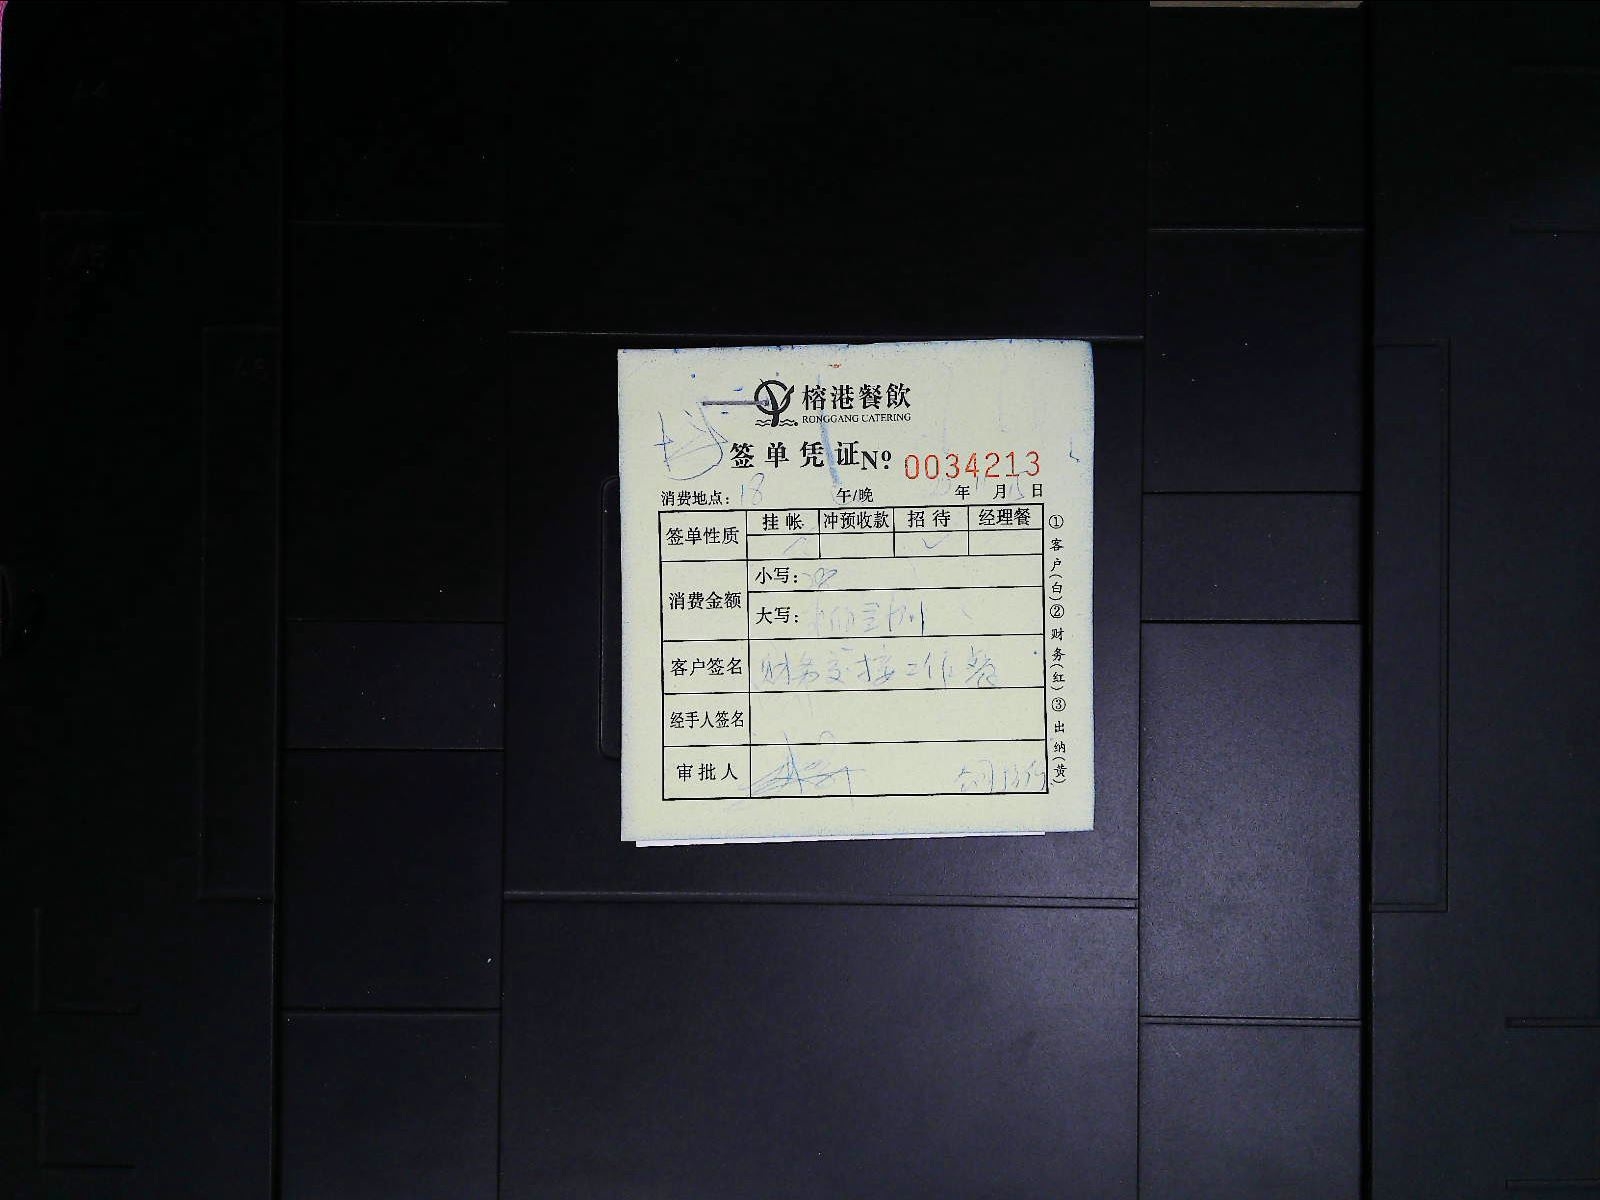 榕港餐飲
RONGGANG CATERING
签单凭证 № 0034213
消费地点: 18 午/晚 年 月 日
签单性质 挂帐 冲预收款 招待 经理餐
✓
消费金额 小写:
大写:
客户签名 财务交接工作餐
经手人签名
审批人
①客户(白)②财务(红)③出纳(黄)